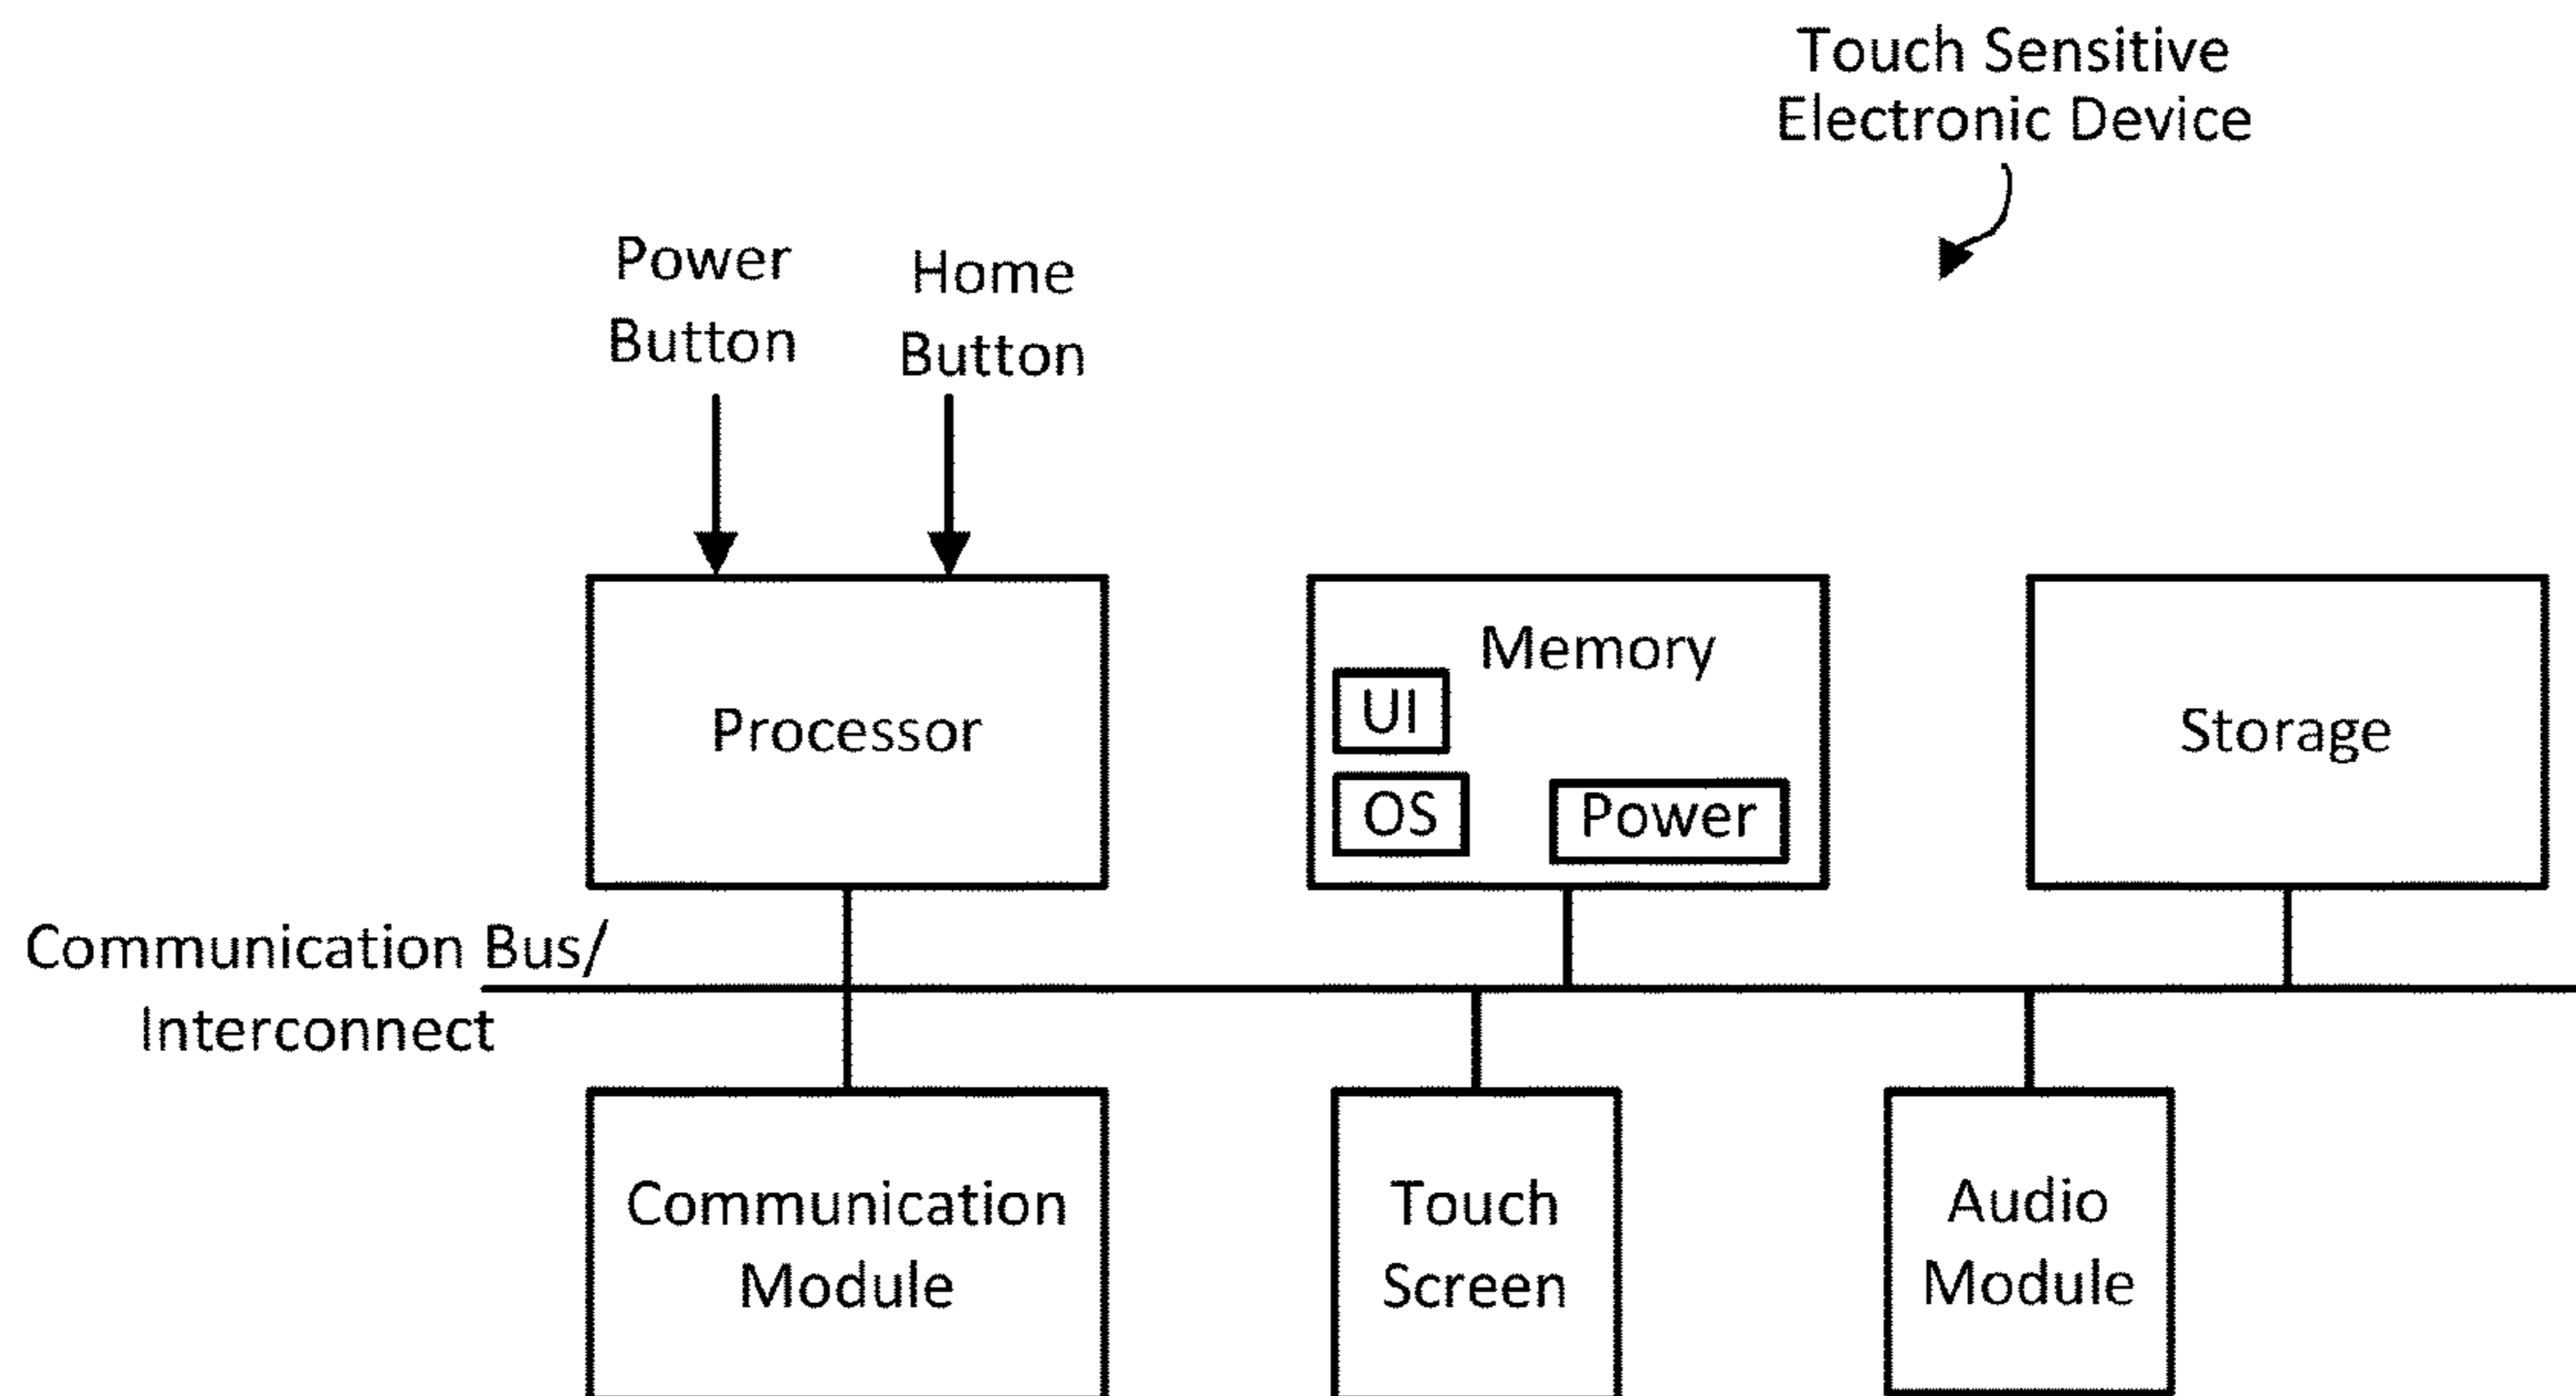 Touch Sensitive
Electronic Device
Power
Button
Home
Button
Processor
Memory
UI
OS
Power
Storage
Communication Bus/
Interconnect
Communication
Module
Touch
Screen
Audio
Module